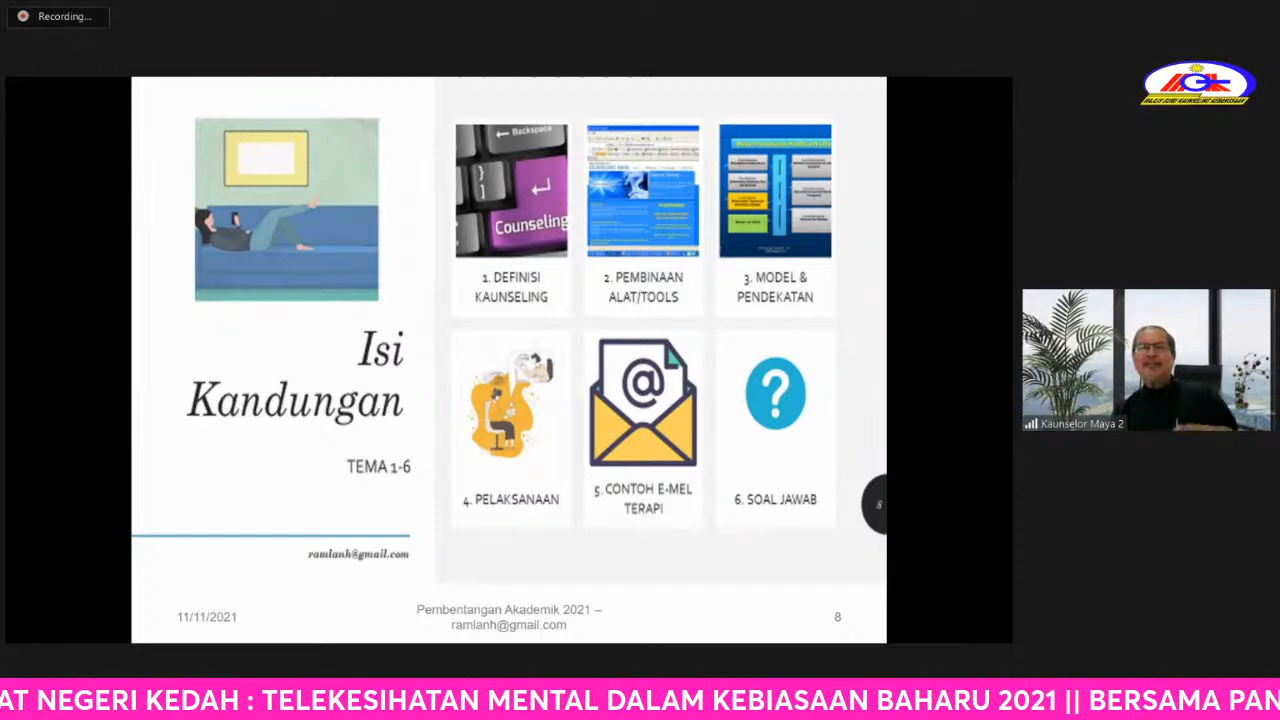 Recording...
Backspace
Counseling
1. DEFINISI
KAUNSELING
2. PEMBINAAN
ALAT/TOOLS
3. MODEL &
PENDEKATAN
Isi
Kandungan
TEMA 1-6
4. PELAKSANAAN
5. CONTOH E-MEL
TERAPI
6. SOAL JAWAB
8
ramlanh@gmail.com
11/11/2021
Pembentangan Akademik 2021 –
ramlanh@gmail.com
8
Kaunselor Maya 2
AT NEGERI KEDAH : TELEKESIHATAN MENTAL DALAM KEBIASAAN BAHARU 2021 || BERSAMA PAN